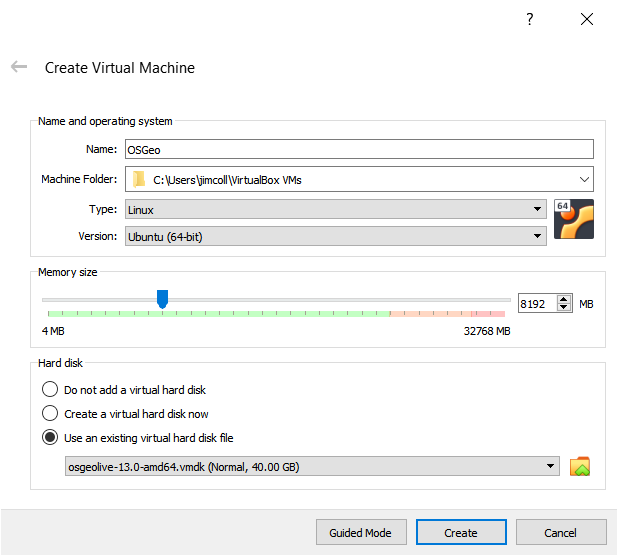 ?
Create Virtual Machine
Name and operating system
Name: OSGeo
Machine Folder: C:\Users\jimcoll\VirtualBox VMs
Type: Linux
64
Version: Ubuntu (64-bit)
Memory size
8192 MB
4 MB 32768 MB
Hard disk
Do not add a virtual hard disk
Create a virtual hard disk now
Use an existing virtual hard disk file
osgeolive-13.0-amd64.vmdk (Normal, 40.00 GB)
Guided Mode Create Cancel